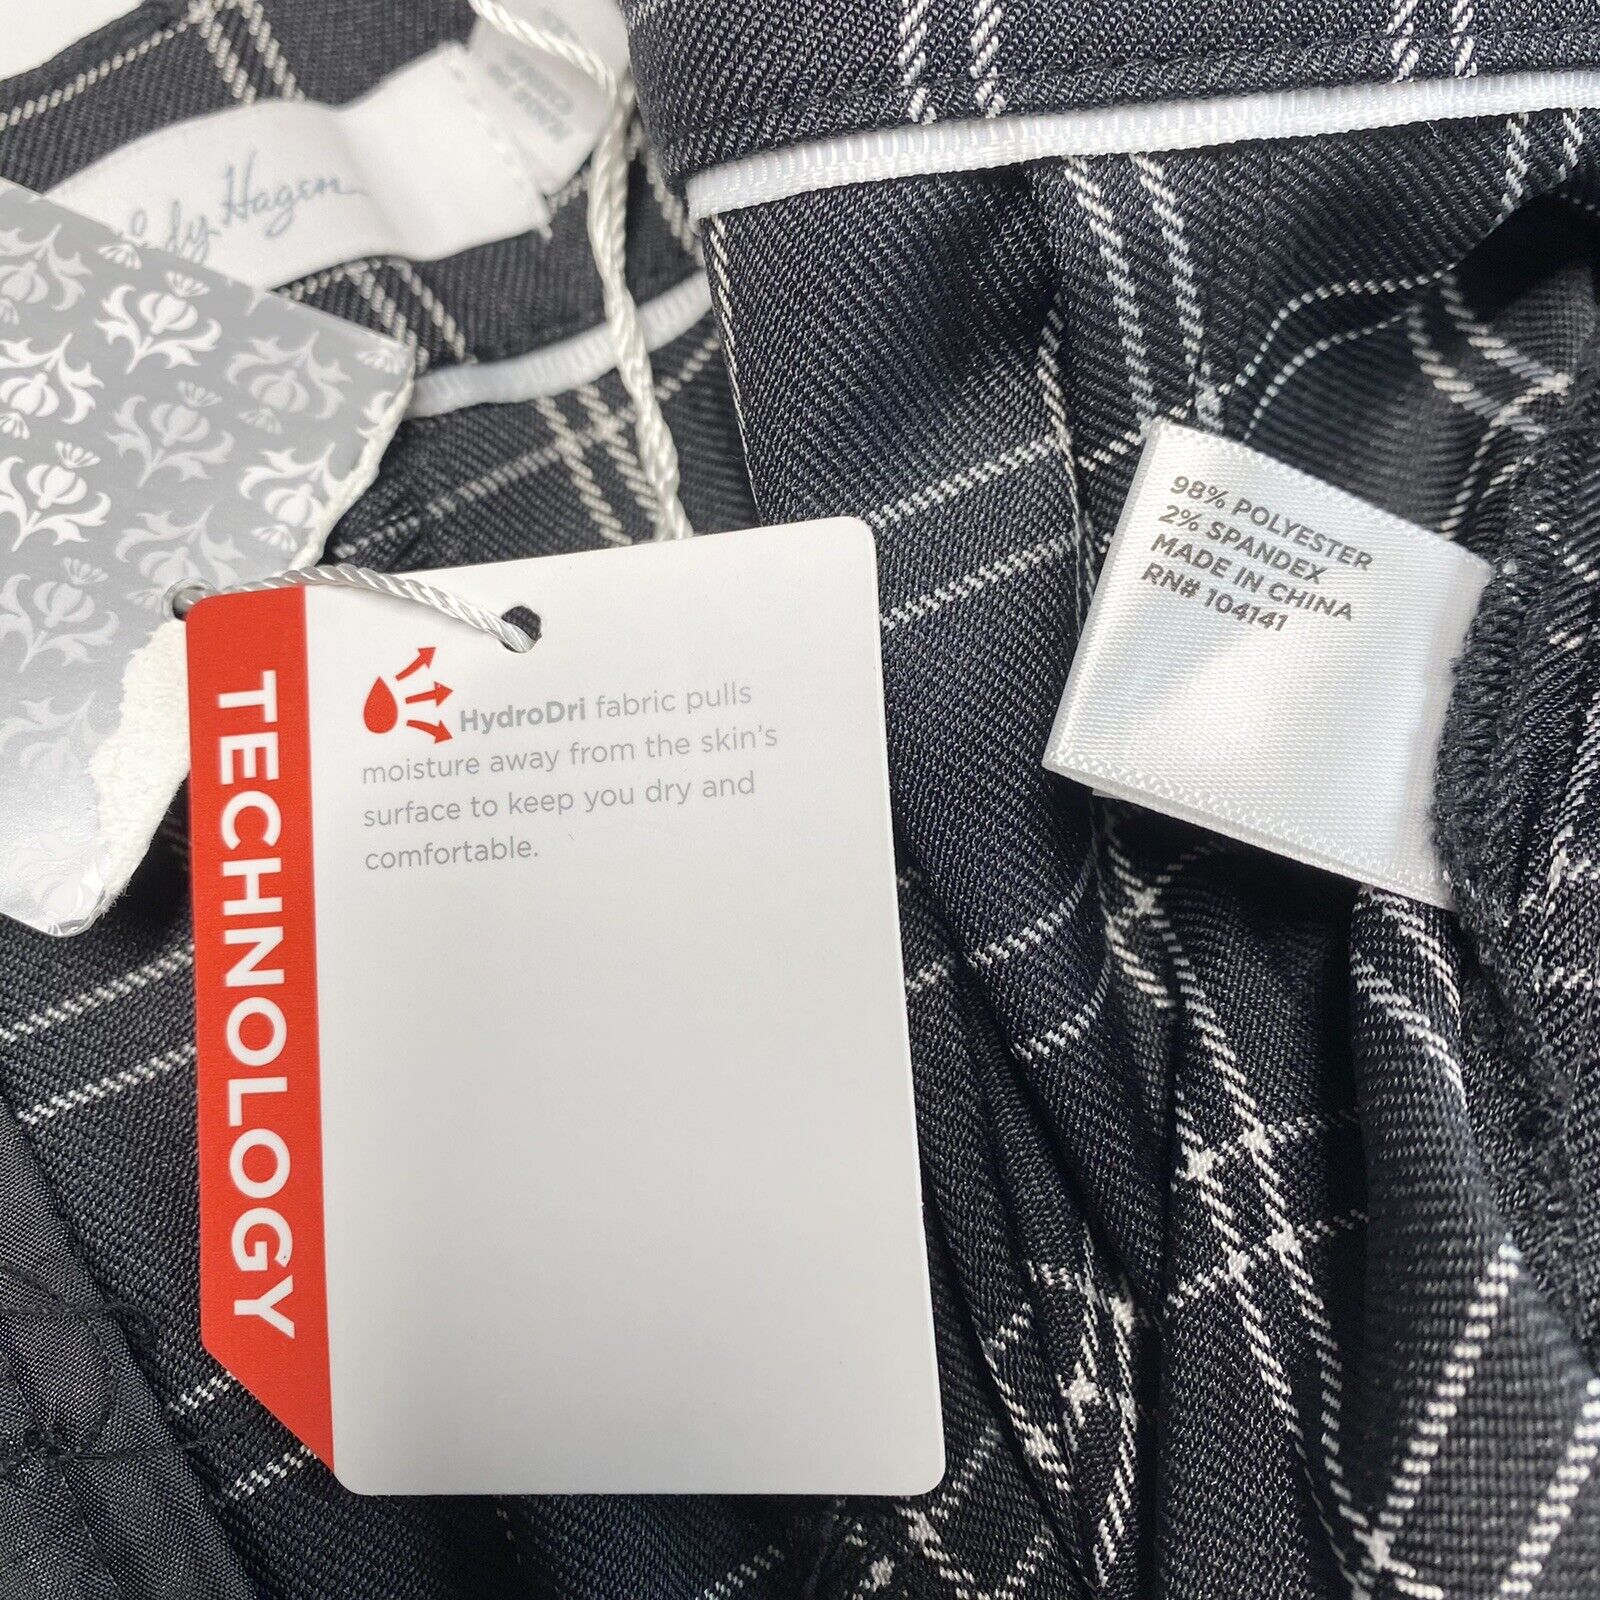 Hagen
TECHNOLOGY
HydroDri fabric pulls
moisture away from the skin's
surface to keep you dry and
comfortable.
98% POLYESTER
2% SPANDEX
MADE IN CHINA
RN# 104141